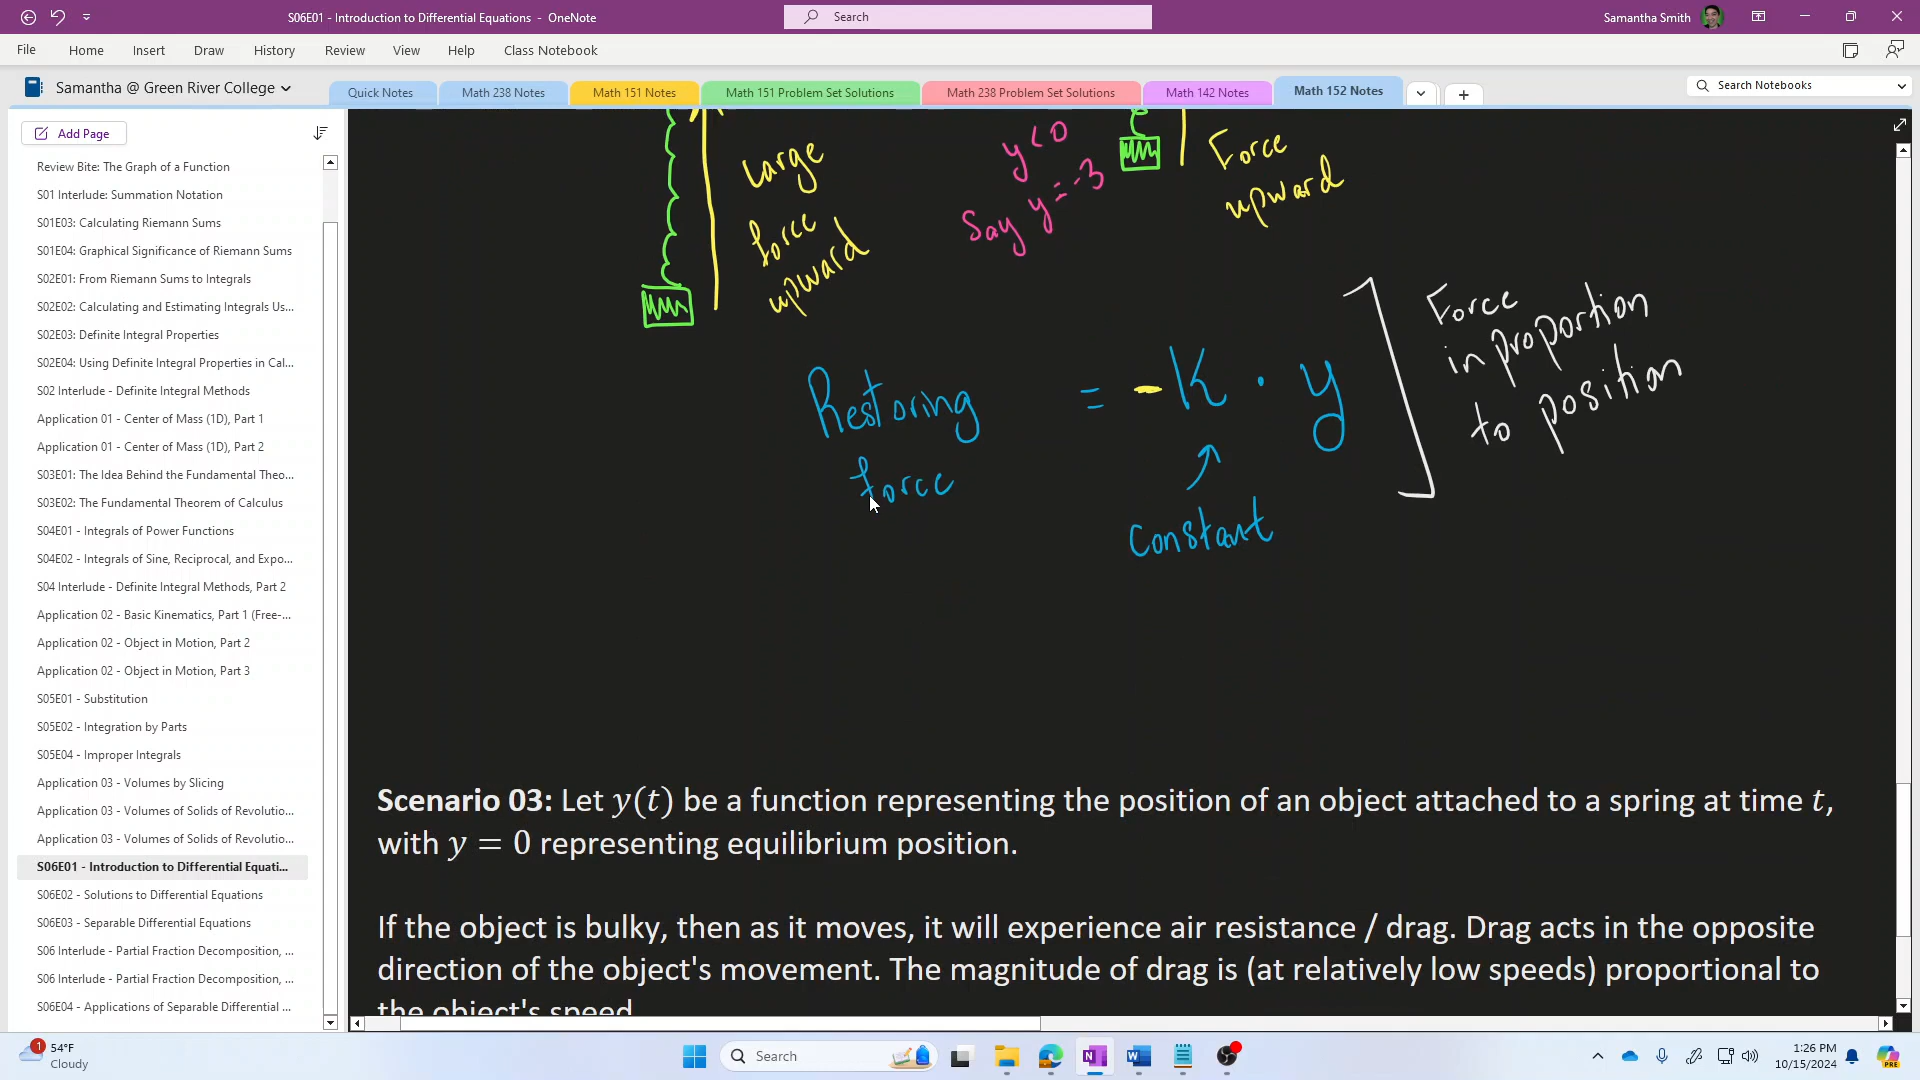 S06E01 - Introduction to Differential Equations - OneNote
Search
Samantha Smith
File Home Insert Draw History Review View Help Class Notebook
Samantha @ Green River College
Quick Notes
Math 238 Notes
Math 151 Notes
Math 151 Problem Set Solutions
Math 238 Problem Set Solutions
Math 142 Notes
Math 152 Notes
+
Search Notebooks
Add Page
Review Bite: The Graph of a Function
S01 Interlude: Summation Notation
S01E03: Calculating Riemann Sums
S01E04: Graphical Significance of Riemann Sums
S02E01: From Riemann Sums to Integrals
S02E02: Calculating and Estimating Integrals Us...
S02E03: Definite Integral Properties
S02E04: Using Definite Integral Properties in Cal...
S02 Interlude - Definite Integral Methods
Application 01 - Center of Mass (1D), Part 1
Application 01 - Center of Mass (1D), Part 2
S03E01: The Idea Behind the Fundamental Theo...
S03E02: The Fundamental Theorem of Calculus
S04E01 - Integrals of Power Functions
S04E02 - Integrals of Sine, Reciprocal, and Expo...
S04 Interlude - Definite Integral Methods, Part 2
Application 02 - Basic Kinematics, Part 1 (Free-...
Application 02 - Object in Motion, Part 2
Application 02 - Object in Motion, Part 3
S05E01 - Substitution
S05E02 - Integration by Parts
S05E04 - Improper Integrals
Application 03 - Volumes by Slicing
Application 03 - Volumes of Solids of Revolutio...
Application 03 - Volumes of Solids of Revolutio...
S06E01 - Introduction to Differential Equati...
S06E02 - Solutions to Differential Equations
S06E03 - Separable Differential Equations
S06 Interlude - Partial Fraction Decomposition, ...
S06 Interlude - Partial Fraction Decomposition, ...
S06E04 - Applications of Separable Differential ...
large
force
upward
y < 0
Say y = -3
Force
upward
Restoring
force
= -K · y
constant
Force
in proportion
to position
Scenario 03: Let y(t) be a function representing the position of an object attached to a spring at time t,
with y = 0 representing equilibrium position.
If the object is bulky, then as it moves, it will experience air resistance / drag. Drag acts in the opposite
direction of the object's movement. The magnitude of drag is (at relatively low speeds) proportional to
the object's speed
1
54°F
Cloudy
Search
1:26 PM
10/15/2024
PRE